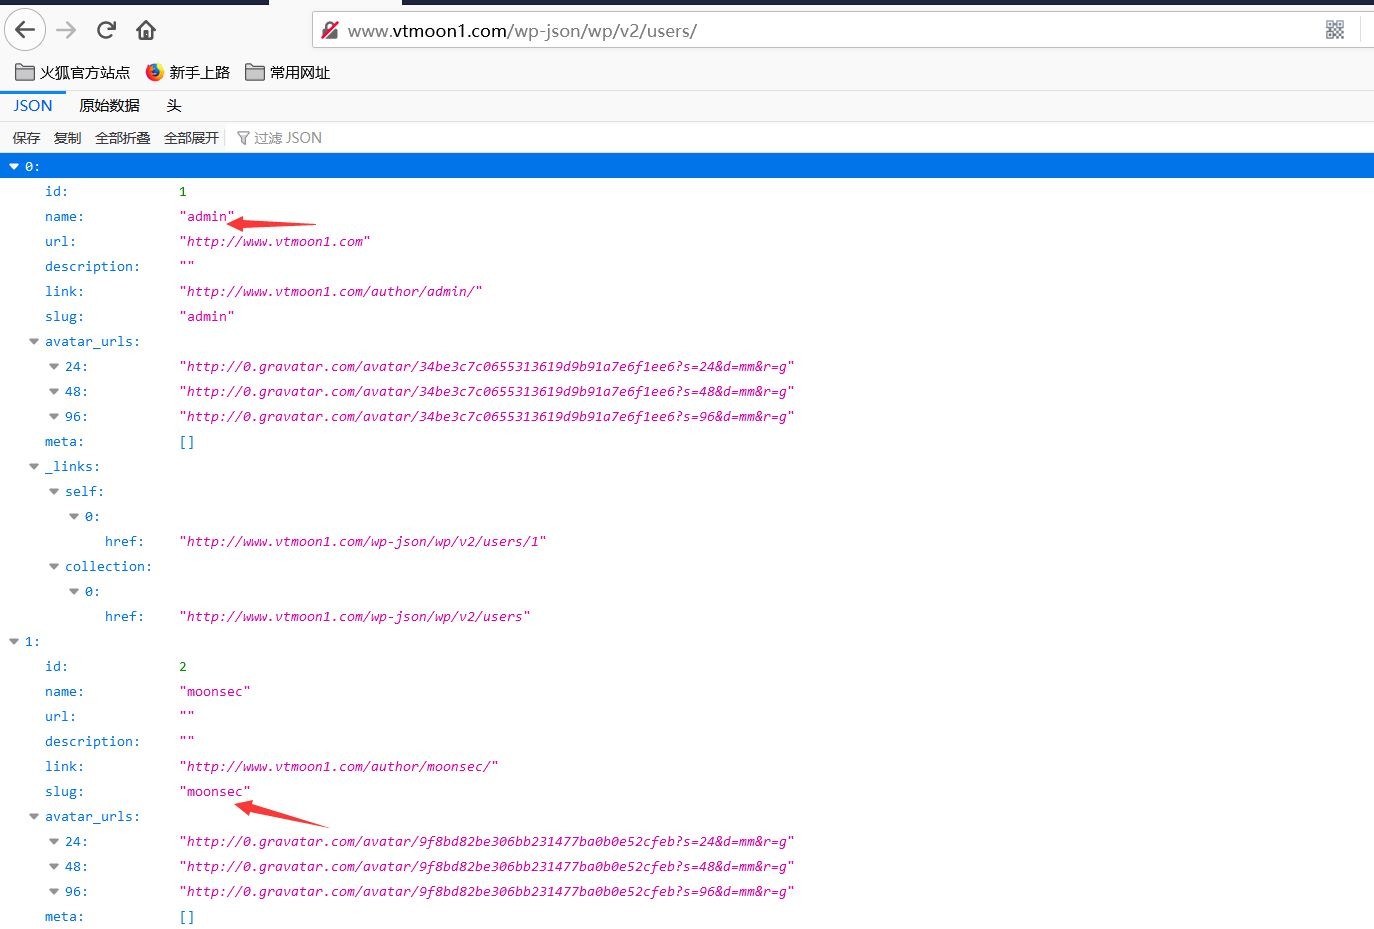 www.vtmoon1.com/wp-json/wp/v2/users/
火狐官方站点 新手上路 常用网址
JSON 原始数据 头
保存 复制 全部折叠 全部展开 过滤 JSON
0:
id: 1
name: "admin"
url: "http://www.vtmoon1.com"
description: ""
link: "http://www.vtmoon1.com/author/admin/"
slug: "admin"
avatar_urls:
24: "http://0.gravatar.com/avatar/34be3c7c0655313619d9b91a7e6f1ee6?s=24&d=mm&r=g"
48: "http://0.gravatar.com/avatar/34be3c7c0655313619d9b91a7e6f1ee6?s=48&d=mm&r=g"
96: "http://0.gravatar.com/avatar/34be3c7c0655313619d9b91a7e6f1ee6?s=96&d=mm&r=g"
meta: []
_links:
self:
0:
href: "http://www.vtmoon1.com/wp-json/wp/v2/users/1"
collection:
0:
href: "http://www.vtmoon1.com/wp-json/wp/v2/users"
1:
id: 2
name: "moonsec"
url: ""
description: ""
link: "http://www.vtmoon1.com/author/moonsec/"
slug: "moonsec"
avatar_urls:
24: "http://0.gravatar.com/avatar/9f8bd82be306bb231477ba0b0e52cfeb?s=24&d=mm&r=g"
48: "http://0.gravatar.com/avatar/9f8bd82be306bb231477ba0b0e52cfeb?s=48&d=mm&r=g"
96: "http://0.gravatar.com/avatar/9f8bd82be306bb231477ba0b0e52cfeb?s=96&d=mm&r=g"
meta: []